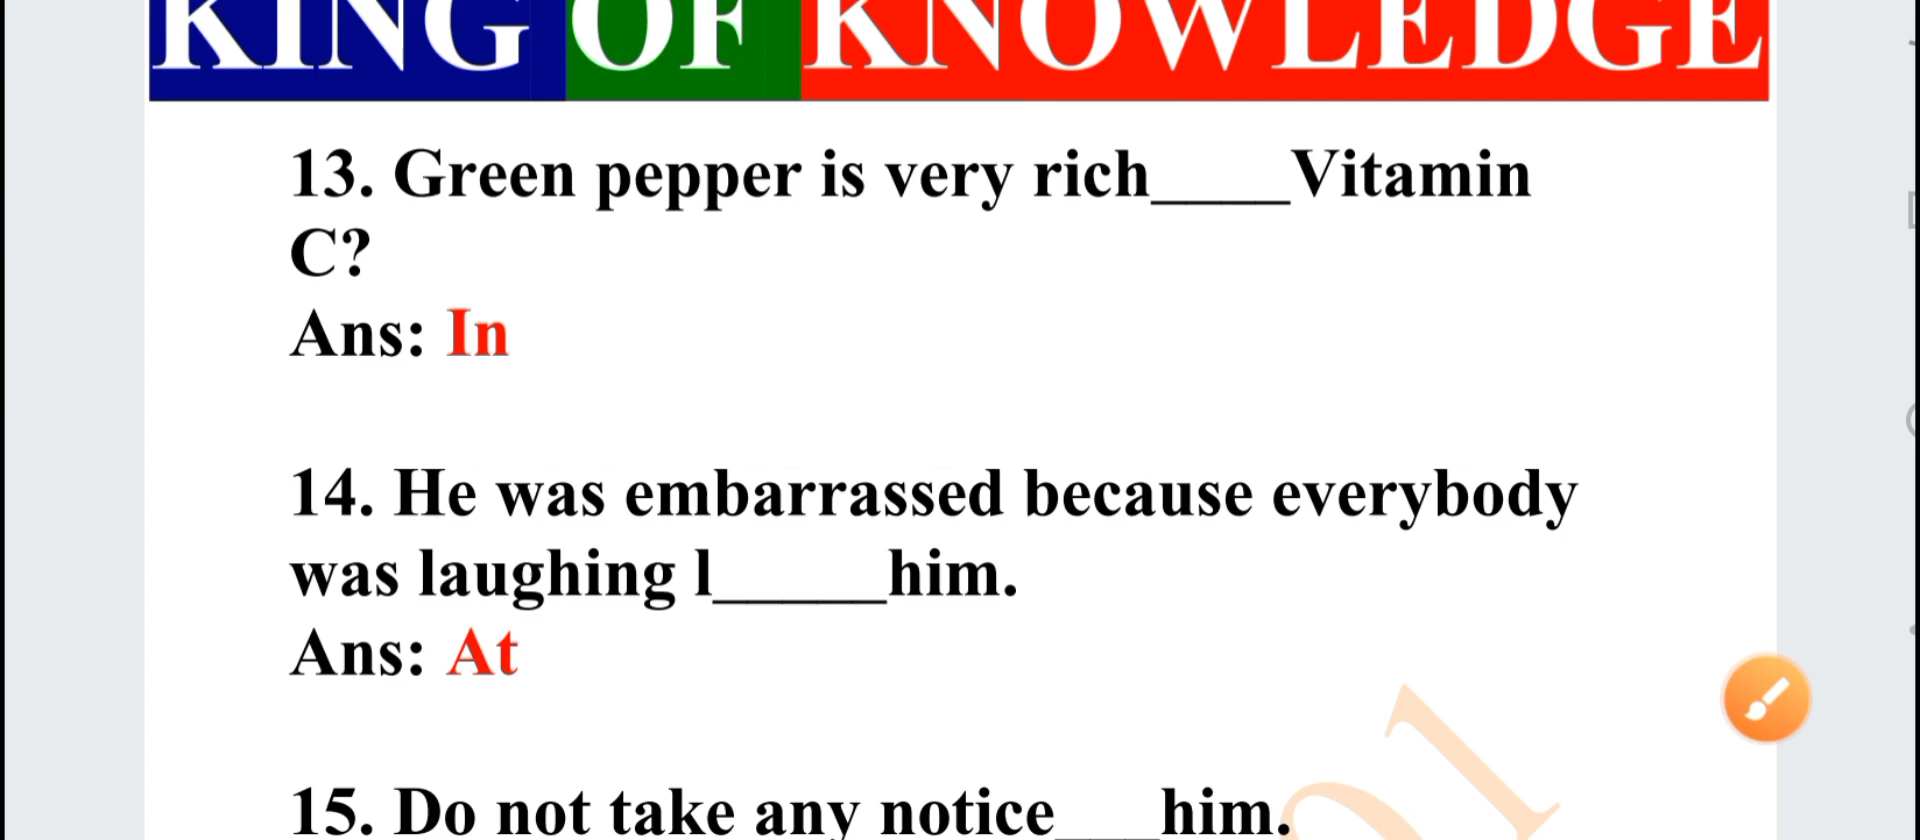 KING OF KNOWLEDGE
13. Green pepper is very rich____Vitamin
C?
Ans: In
14. He was embarrassed because everybody
was laughing l_____him.
Ans: At
15. Do not take any notice___him.